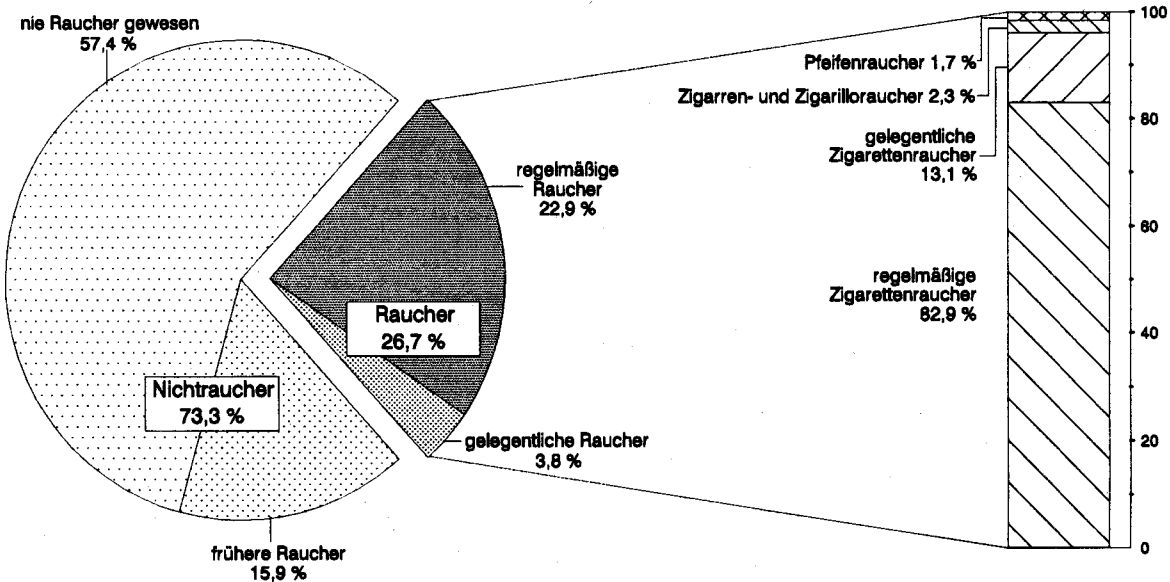 nie Raucher gewesen
57,4 %
regelmäßige
Raucher
22,9 %
Raucher
26,7 %
Nichtraucher
73,3 %
gelegentliche Raucher
3,8 %
frühere Raucher
15,9 %
Pfeifenraucher 1,7 %
Zigarren- und Zigarilloraucher 2,3 %
gelegentliche
Zigarettenraucher
13,1 %
regelmäßige
Zigarettenraucher
82,9 %
100
80
60
40
20
0